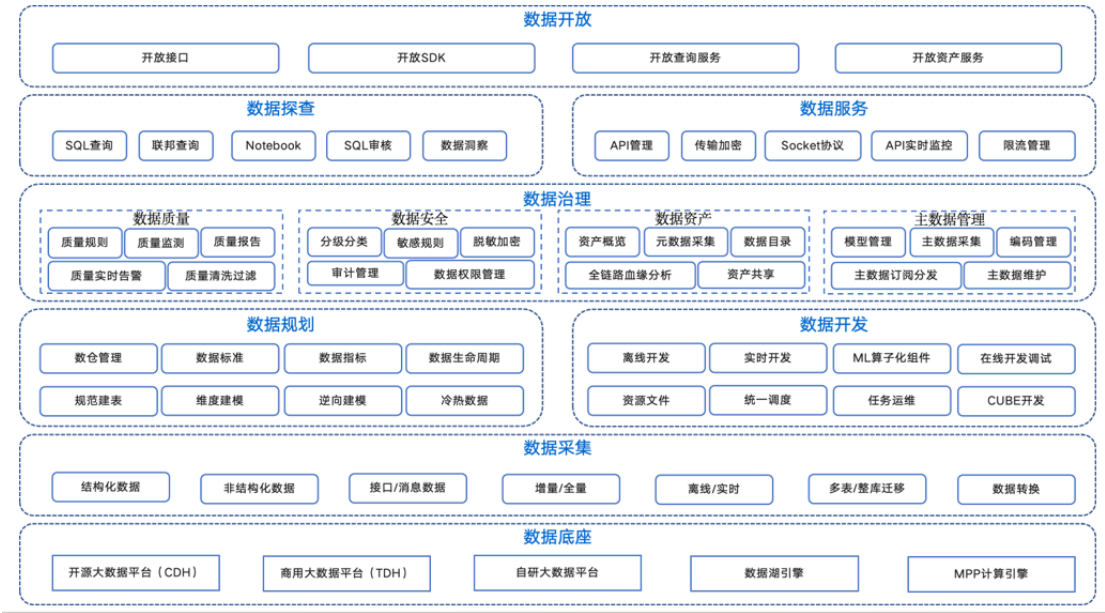 数据开放
开放接口 开放SDK 开放查询服务 开放资产服务
数据探查
SQL查询 联邦查询 Notebook SQL审核 数据洞察
数据服务
API管理 传输加密 Socket协议 API实时监控 限流管理
数据治理
数据质量
质量规则 质量监测 质量报告
质量实时告警 质量清洗过滤
数据安全
分级分类 敏感规则 脱敏加密
审计管理 数据权限管理
数据资产
资产概览 元数据采集 数据目录
全链路血缘分析 资产共享
主数据管理
模型管理 主数据采集 编码管理
主数据订阅分发 主数据维护
数据规划
数仓管理 数据标准 数据指标 数据生命周期
规范建表 维度建模 逆向建模 冷热数据
数据开发
离线开发 实时开发 ML算子化组件 在线开发调试
资源文件 统一调度 任务运维 CUBE开发
数据采集
结构化数据 非结构化数据 接口/消息数据 增量/全量 离线/实时 多表/整库迁移 数据转换
数据底座
开源大数据平台（CDH） 商用大数据平台（TDH） 自研大数据平台 数据湖引擎 MPP计算引擎